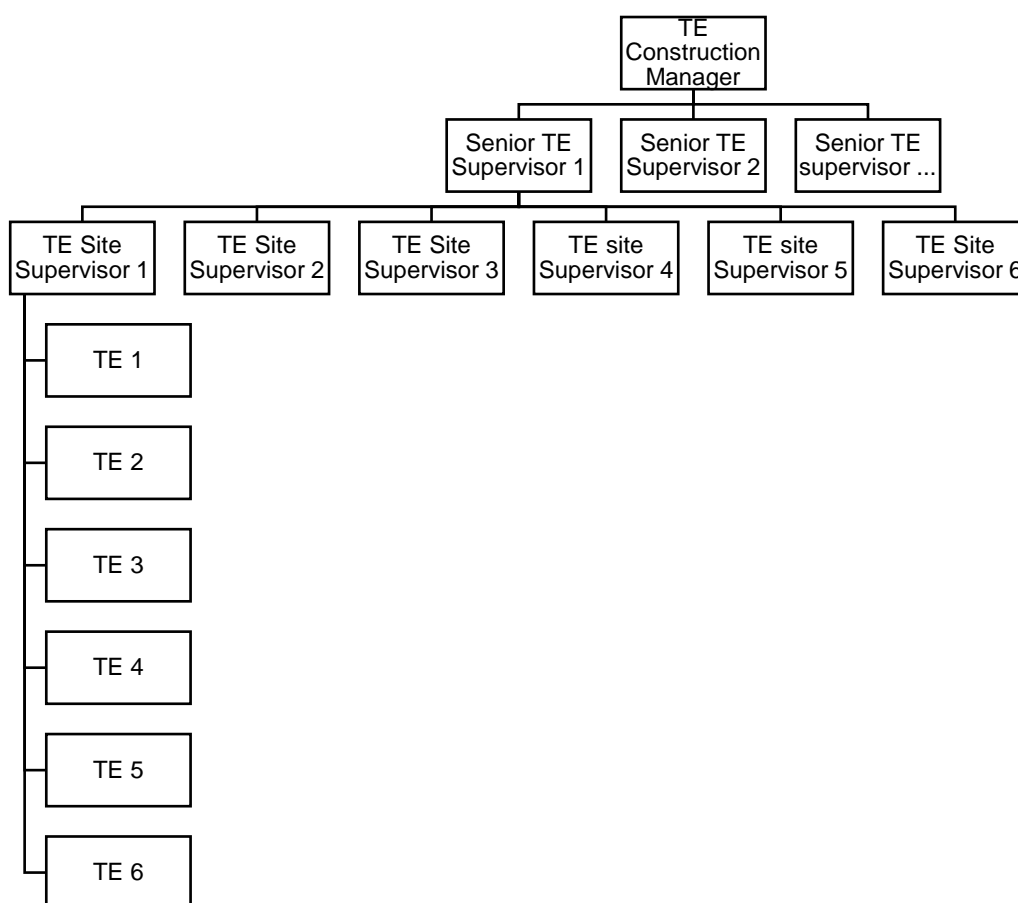 TE
Construction
Manager
Senior TE
Supervisor 1
Senior TE
Supervisor 2
Senior TE
supervisor ...
TE Site
Supervisor 1
TE Site
Supervisor 2
TE Site
Supervisor 3
TE site
Supervisor 4
TE site
Supervisor 5
TE Site
Supervisor 6
TE 1
TE 2
TE 3
TE 4
TE 5
TE 6